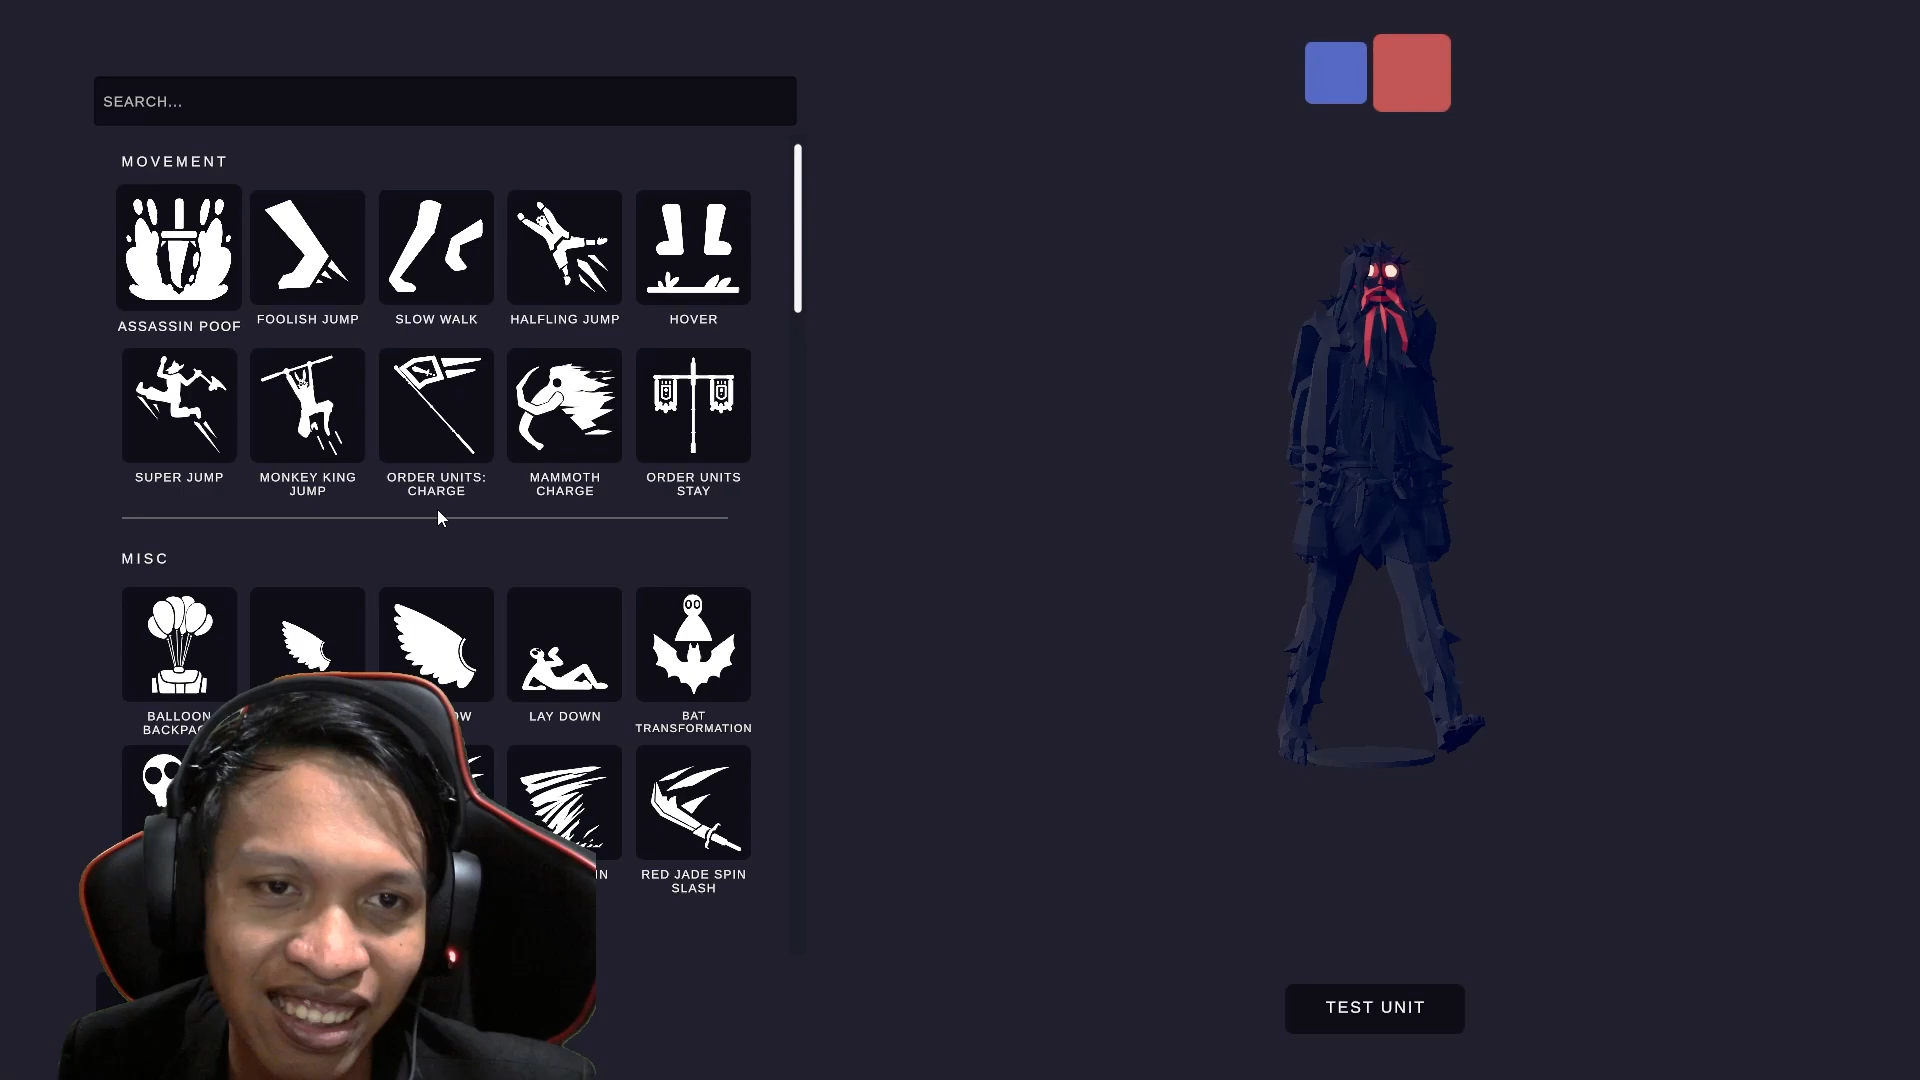 SEARCH...
MOVEMENT
ASSASSIN POOF
FOOLISH JUMP
SLOW WALK
HALFLING JUMP
HOVER
SUPER JUMP
MONKEY KING
JUMP
ORDER UNITS:
CHARGE
MAMMOTH
CHARGE
ORDER UNITS
STAY
MISC
BALLOON
LAY DOWN
BAT
TRANSFORMATION
RED JADE SPIN
SLASH
TEST UNIT